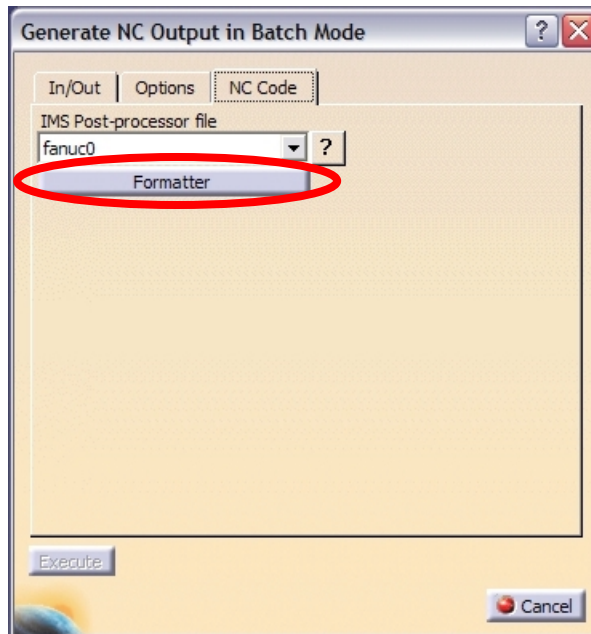 Generate NC Output in Batch Mode
?
In/Out Options NC Code
IMS Post-processor file
fanuc0 ?
Formatter
Execute
Cancel